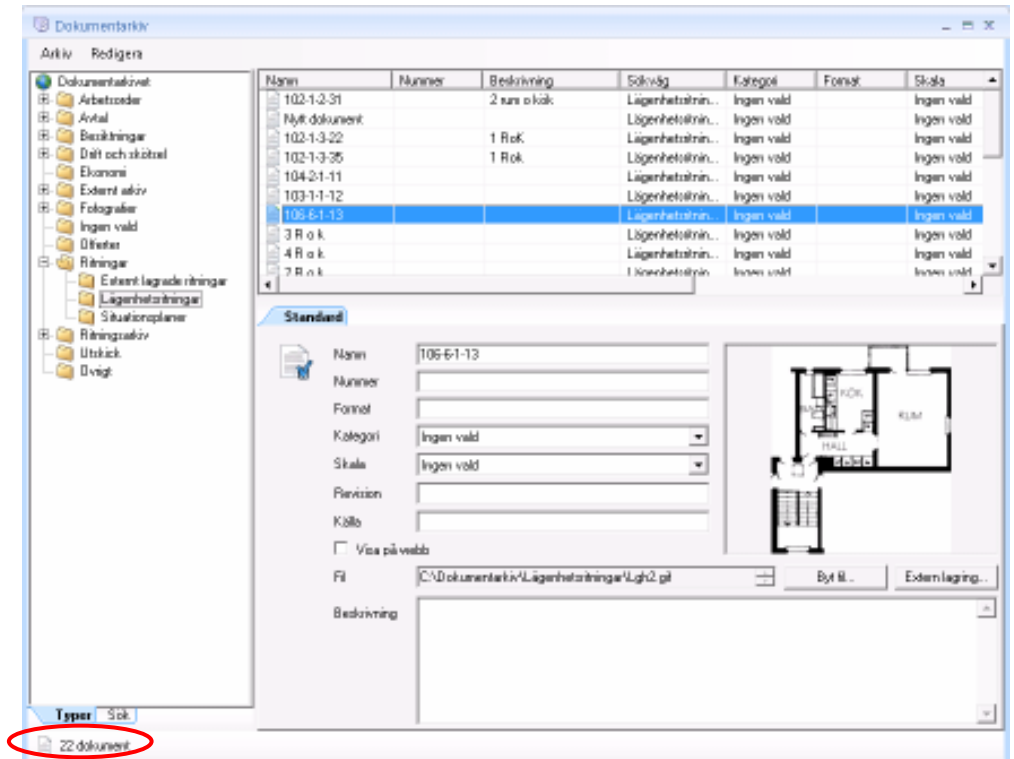 Dokumentarkiv
Arkiv Redigera
Dokumentarkivet
Arbetsorder
Avtal
Besiktningar
Drift och skötsel
Ekonomi
Externt arkiv
Fotografier
Ingen vald
Offerter
Ritningar
Externt lagrade ritningar
Lägenhetsritningar
Situationsplaner
Ritningsarkiv
Utskick
Övrigt
Typer Sök
22 dokument
Namn Nummer Beskrivning Sökväg Kategori Format Skala
102-1-2-31 2 rum o kök Lägenhetsritnin... Ingen vald Ingen vald
Nytt dokument Lägenhetsritnin... Ingen vald Ingen vald
102-1-3-22 1 RoK Lägenhetsritnin... Ingen vald Ingen vald
102-1-3-35 1 Rok Lägenhetsritnin... Ingen vald Ingen vald
104-2-1-11 Lägenhetsritnin... Ingen vald Ingen vald
103-1-1-12 Lägenhetsritnin... Ingen vald Ingen vald
106-6-1-13 Lägenhetsritnin... Ingen vald Ingen vald
3 R o k Lägenhetsritnin... Ingen vald Ingen vald
4 R o k Lägenhetsritnin... Ingen vald Ingen vald
2 R o k Lägenhetsritnin... Ingen vald Ingen vald
Standard
Namn 106-6-1-13
Nummer
Format
Kategori Ingen vald
Skala Ingen vald
Revision
Källa
Visa på webb
Fil C:\Dokumentarkiv\Lägenhetsritningar\Lgh2.gif Byt fil... Extern lagring...
Beskrivning
KÖK
RUM
HALL